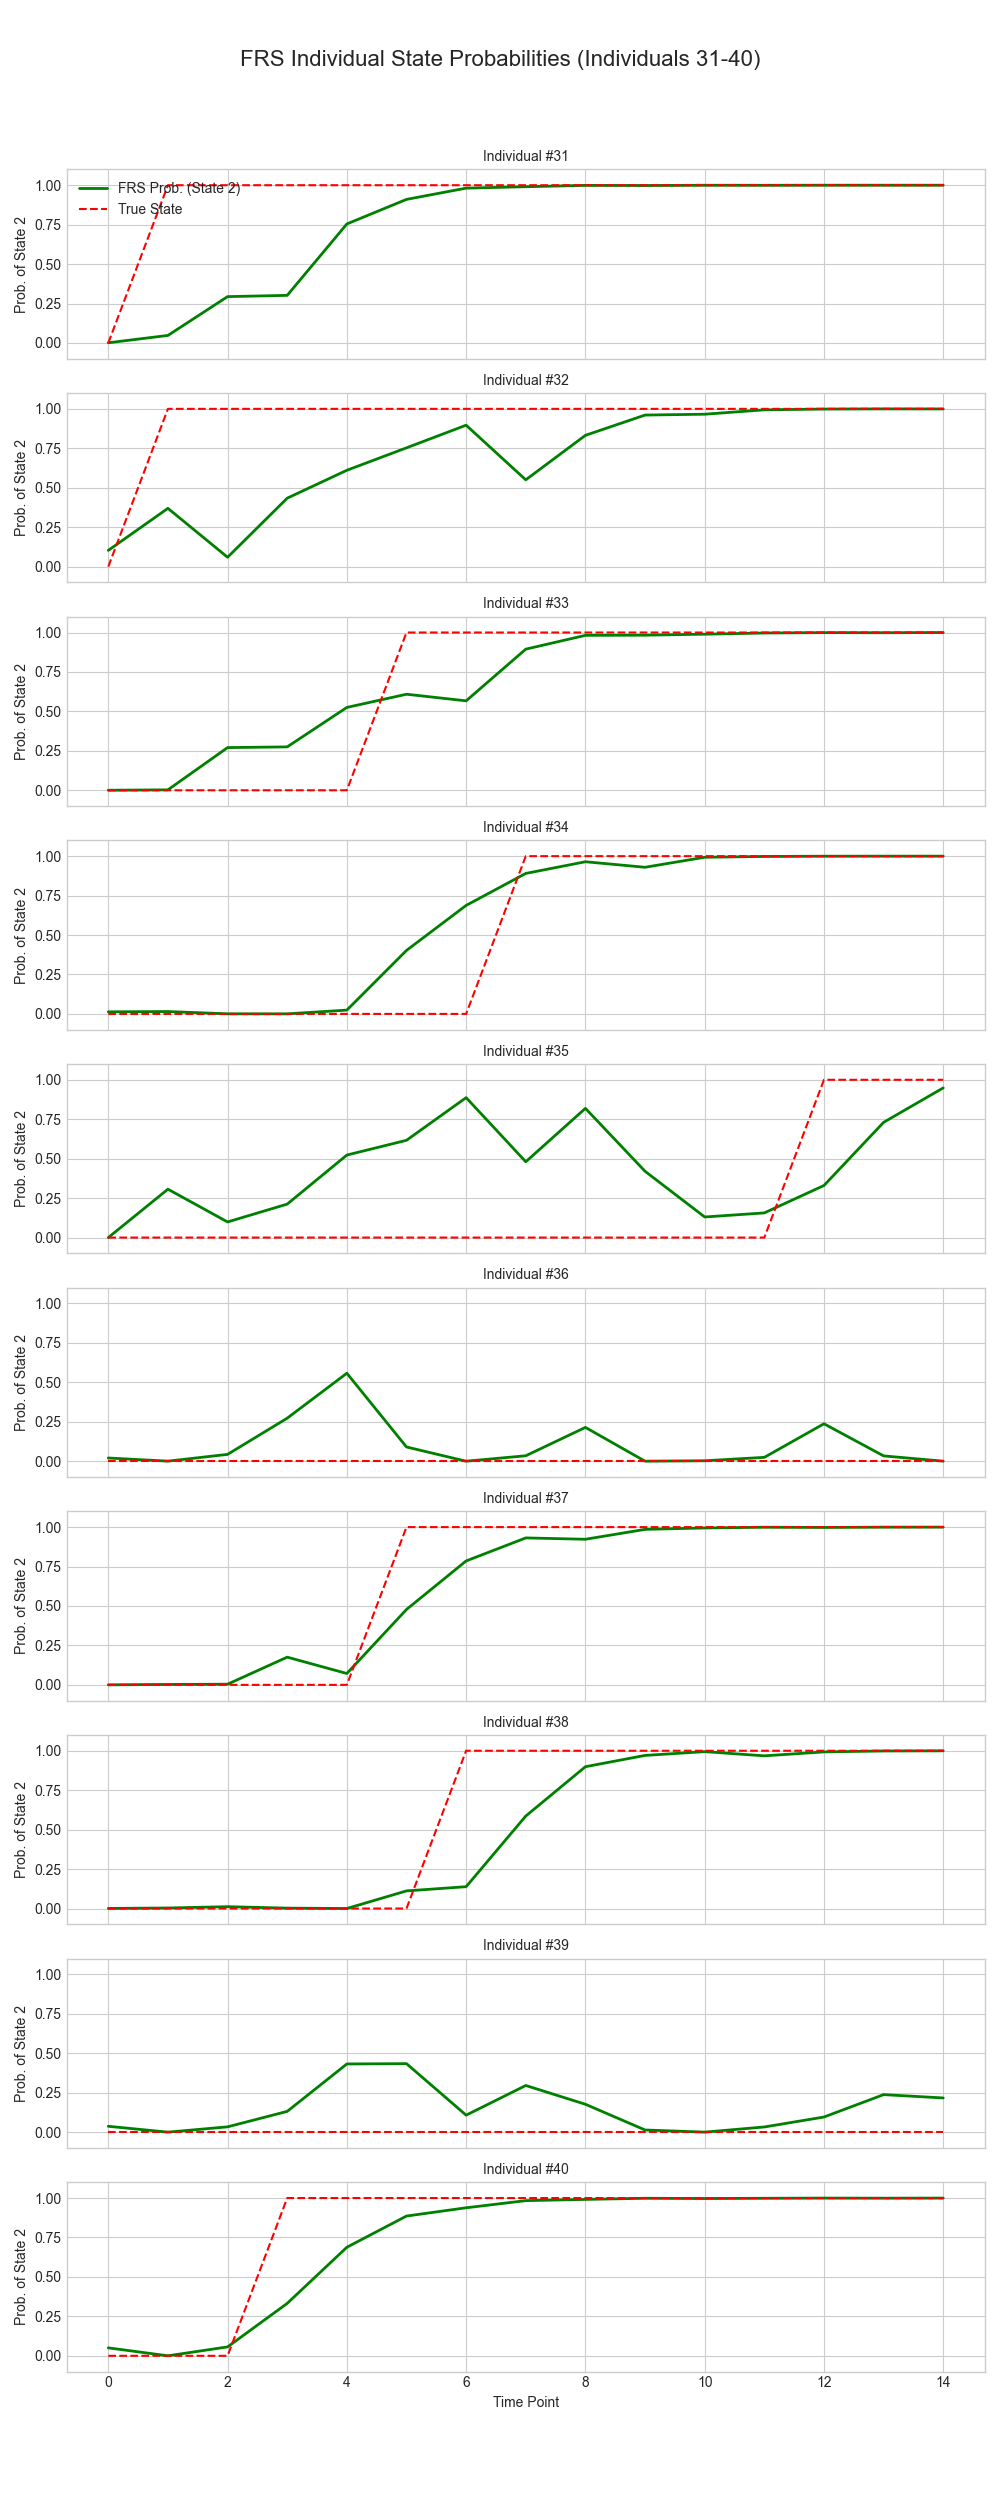 FRS Individual State Probabilities (Individuals 31-40)
Individual #31
Prob. of State 2
1.00
0.75
0.50
0.25
0.00
FRS Prob. (State 2)
True State
Individual #32
Prob. of State 2
1.00
0.75
0.50
0.25
0.00
Individual #33
Prob. of State 2
1.00
0.75
0.50
0.25
0.00
Individual #34
Prob. of State 2
1.00
0.75
0.50
0.25
0.00
Individual #35
Prob. of State 2
1.00
0.75
0.50
0.25
0.00
Individual #36
Prob. of State 2
1.00
0.75
0.50
0.25
0.00
Individual #37
Prob. of State 2
1.00
0.75
0.50
0.25
0.00
Individual #38
Prob. of State 2
1.00
0.75
0.50
0.25
0.00
Individual #39
Prob. of State 2
1.00
0.75
0.50
0.25
0.00
Individual #40
Prob. of State 2
1.00
0.75
0.50
0.25
0.00
0 2 4 6 8 10 12 14
Time Point